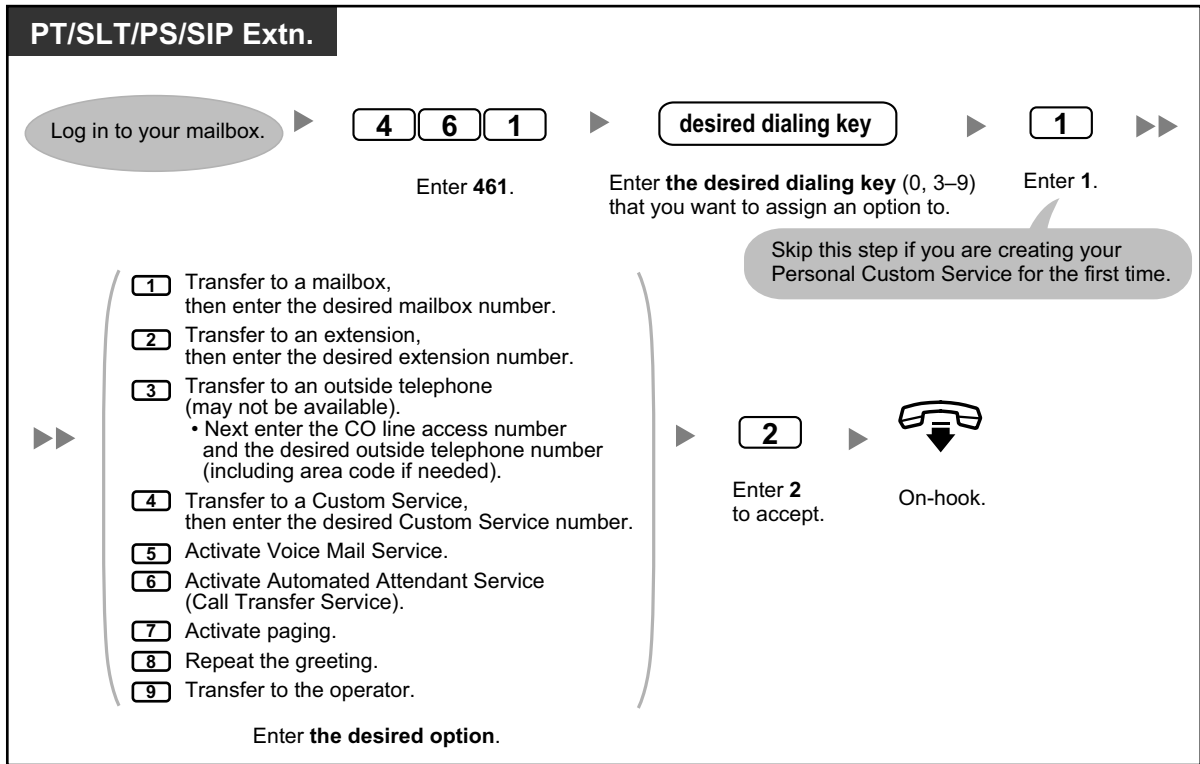 PT/SLT/PS/SIP Extn.
Log in to your mailbox.
4 6 1
desired dialing key
1
Enter 461.
Enter the desired dialing key (0, 3–9)
that you want to assign an option to.
Enter 1.
Skip this step if you are creating your
Personal Custom Service for the first time.
1 Transfer to a mailbox,
then enter the desired mailbox number.
2 Transfer to an extension,
then enter the desired extension number.
3 Transfer to an outside telephone
(may not be available).
• Next enter the CO line access number
and the desired outside telephone number
(including area code if needed).
4 Transfer to a Custom Service,
then enter the desired Custom Service number.
5 Activate Voice Mail Service.
6 Activate Automated Attendant Service
(Call Transfer Service).
7 Activate paging.
8 Repeat the greeting.
9 Transfer to the operator.
Enter the desired option.
2
Enter 2
to accept.
On-hook.